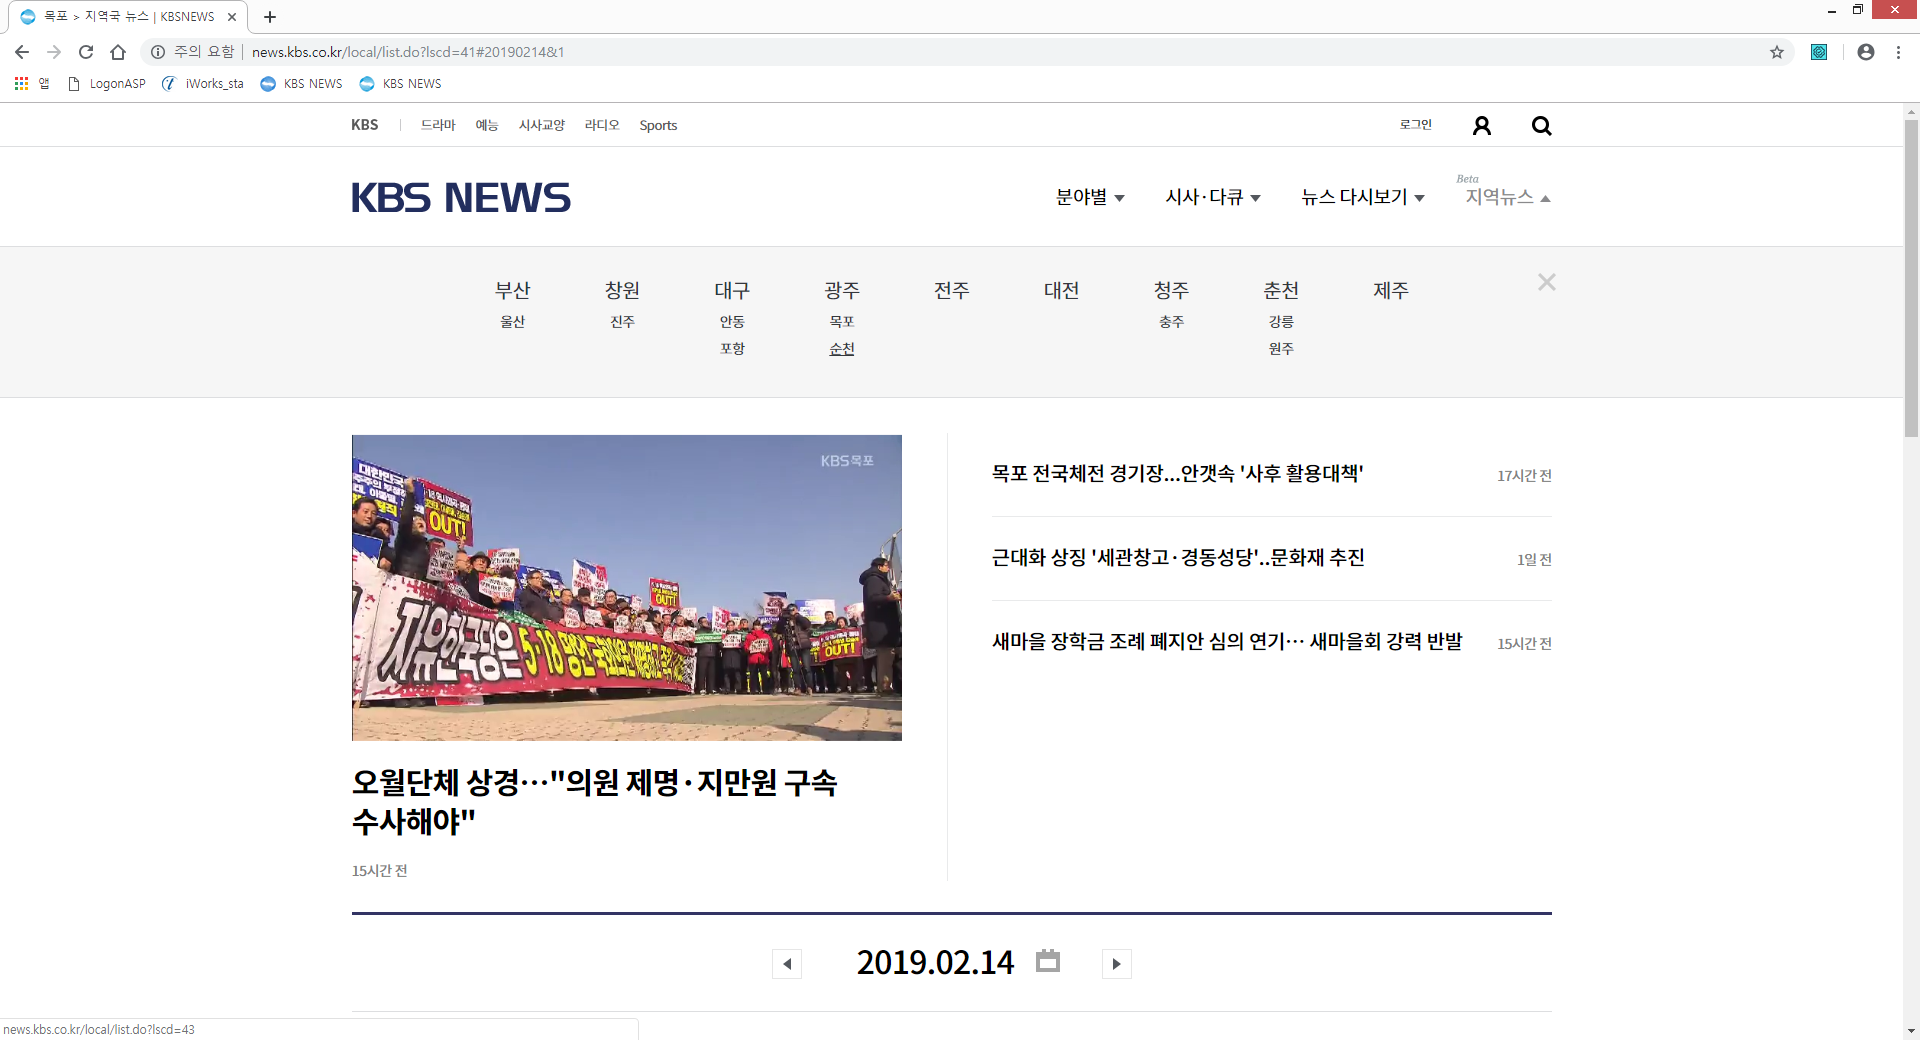 목포 > 지역국 뉴스 | KBSNEWS
주의 요함 | news.kbs.co.kr/local/list.do?lscd=41#20190214&1
앱 LogonASP iWorks_sta KBS NEWS KBS NEWS
KBS 드라마 예능 시사교양 라디오 Sports 로그인
KBS NEWS
분야별 시사·다큐 뉴스 다시보기 Beta 지역뉴스
부산 창원 대구 광주 전주 대전 청주 춘천 제주
울산 진주 안동 목포 충주 강릉
포항 순천 원주
KBS목포
대한민국
OUT!
OUT!
OUT!
자유한국당은 5·18 망언 국회의원
목포 전국체전 경기장...안갯속 '사후 활용대책' 17시간 전
근대화 상징 '세관창고·경동성당'..문화재 추진 1일 전
새마을 장학금 조례 폐지안 심의 연기… 새마을회 강력 반발 15시간 전
오월단체 상경…"의원 제명·지만원 구속
수사해야"
15시간 전
2019.02.14
news.kbs.co.kr/local/list.do?lscd=43